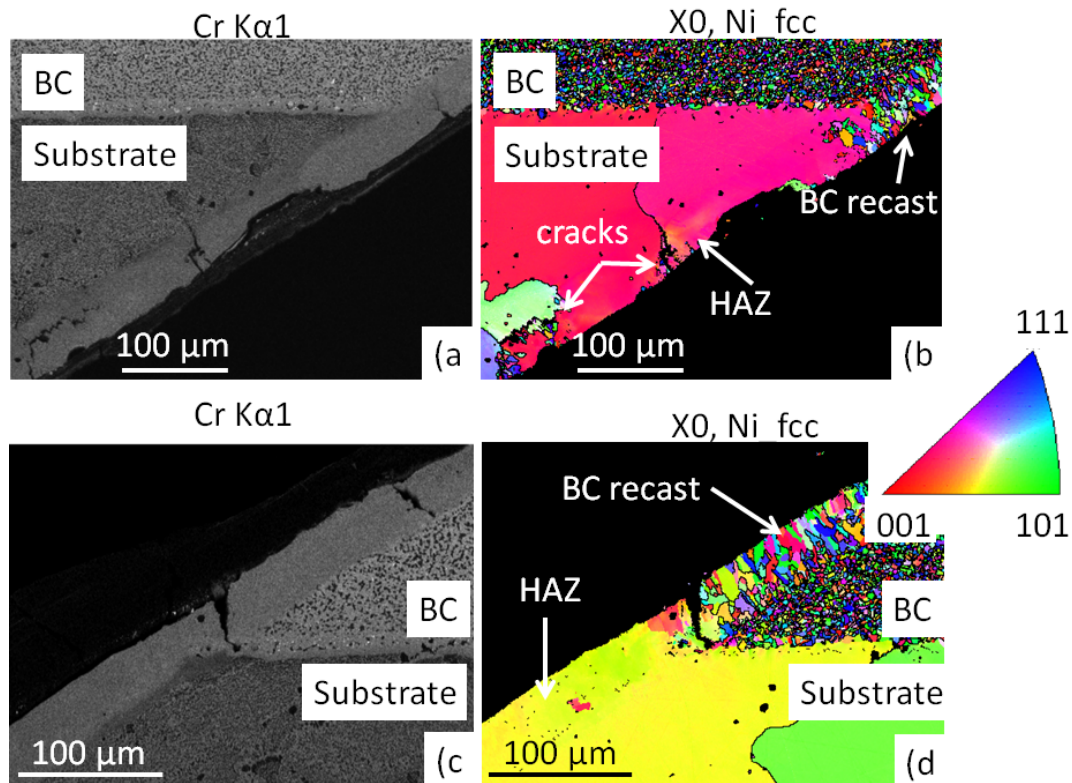 Cr Kα1
X0, Ni_fcc
BC
Substrate
100 µm
(a
BC
Substrate
BC recast
cracks
HAZ
100 µm
(b
111
001
101
Cr Kα1
X0, Ni_fcc
BC
Substrate
100 µm
(c
BC recast
HAZ
BC
Substrate
100 µm
(d